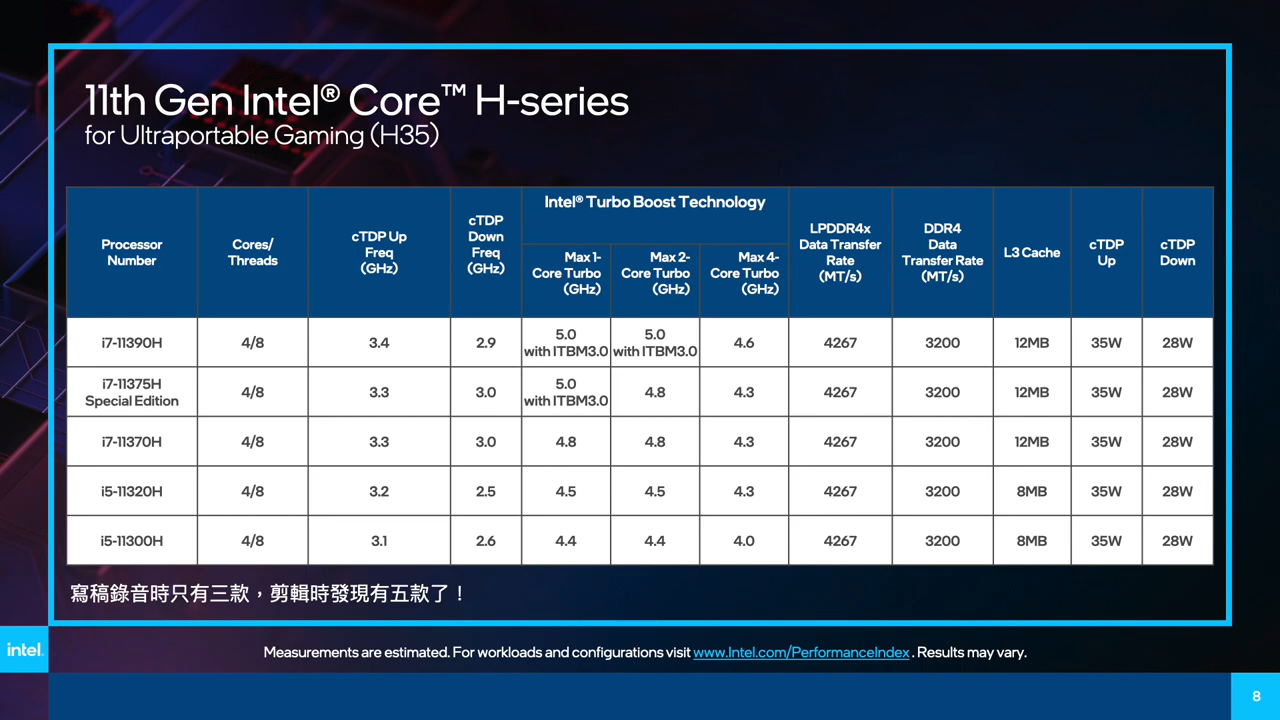 11th Gen Intel® Core™ H-series
for Ultraportable Gaming (H35)
Processor Number Cores/ Threads cTDP Up Freq (GHz) cTDP Down Freq (GHz) Intel® Turbo Boost Technology LPDDR4x Data Transfer Rate (MT/s) DDR4 Data Transfer Rate (MT/s) L3 Cache cTDP Up cTDP Down
Max 1-Core Turbo (GHz) Max 2-Core Turbo (GHz) Max 4-Core Turbo (GHz)
i7-11390H 4/8 3.4 2.9 5.0 with ITBM3.0 5.0 with ITBM3.0 4.6 4267 3200 12MB 35W 28W
i7-11375H Special Edition 4/8 3.3 3.0 5.0 with ITBM3.0 4.8 4.3 4267 3200 12MB 35W 28W
i7-11370H 4/8 3.3 3.0 4.8 4.8 4.3 4267 3200 12MB 35W 28W
i5-11320H 4/8 3.2 2.5 4.5 4.5 4.3 4267 3200 8MB 35W 28W
i5-11300H 4/8 3.1 2.6 4.4 4.4 4.0 4267 3200 8MB 35W 28W
寫稿錄音時只有三款，剪輯時發現有五款了！
intel.
Measurements are estimated. For workloads and configurations visit www.Intel.com/PerformanceIndex . Results may vary.
8